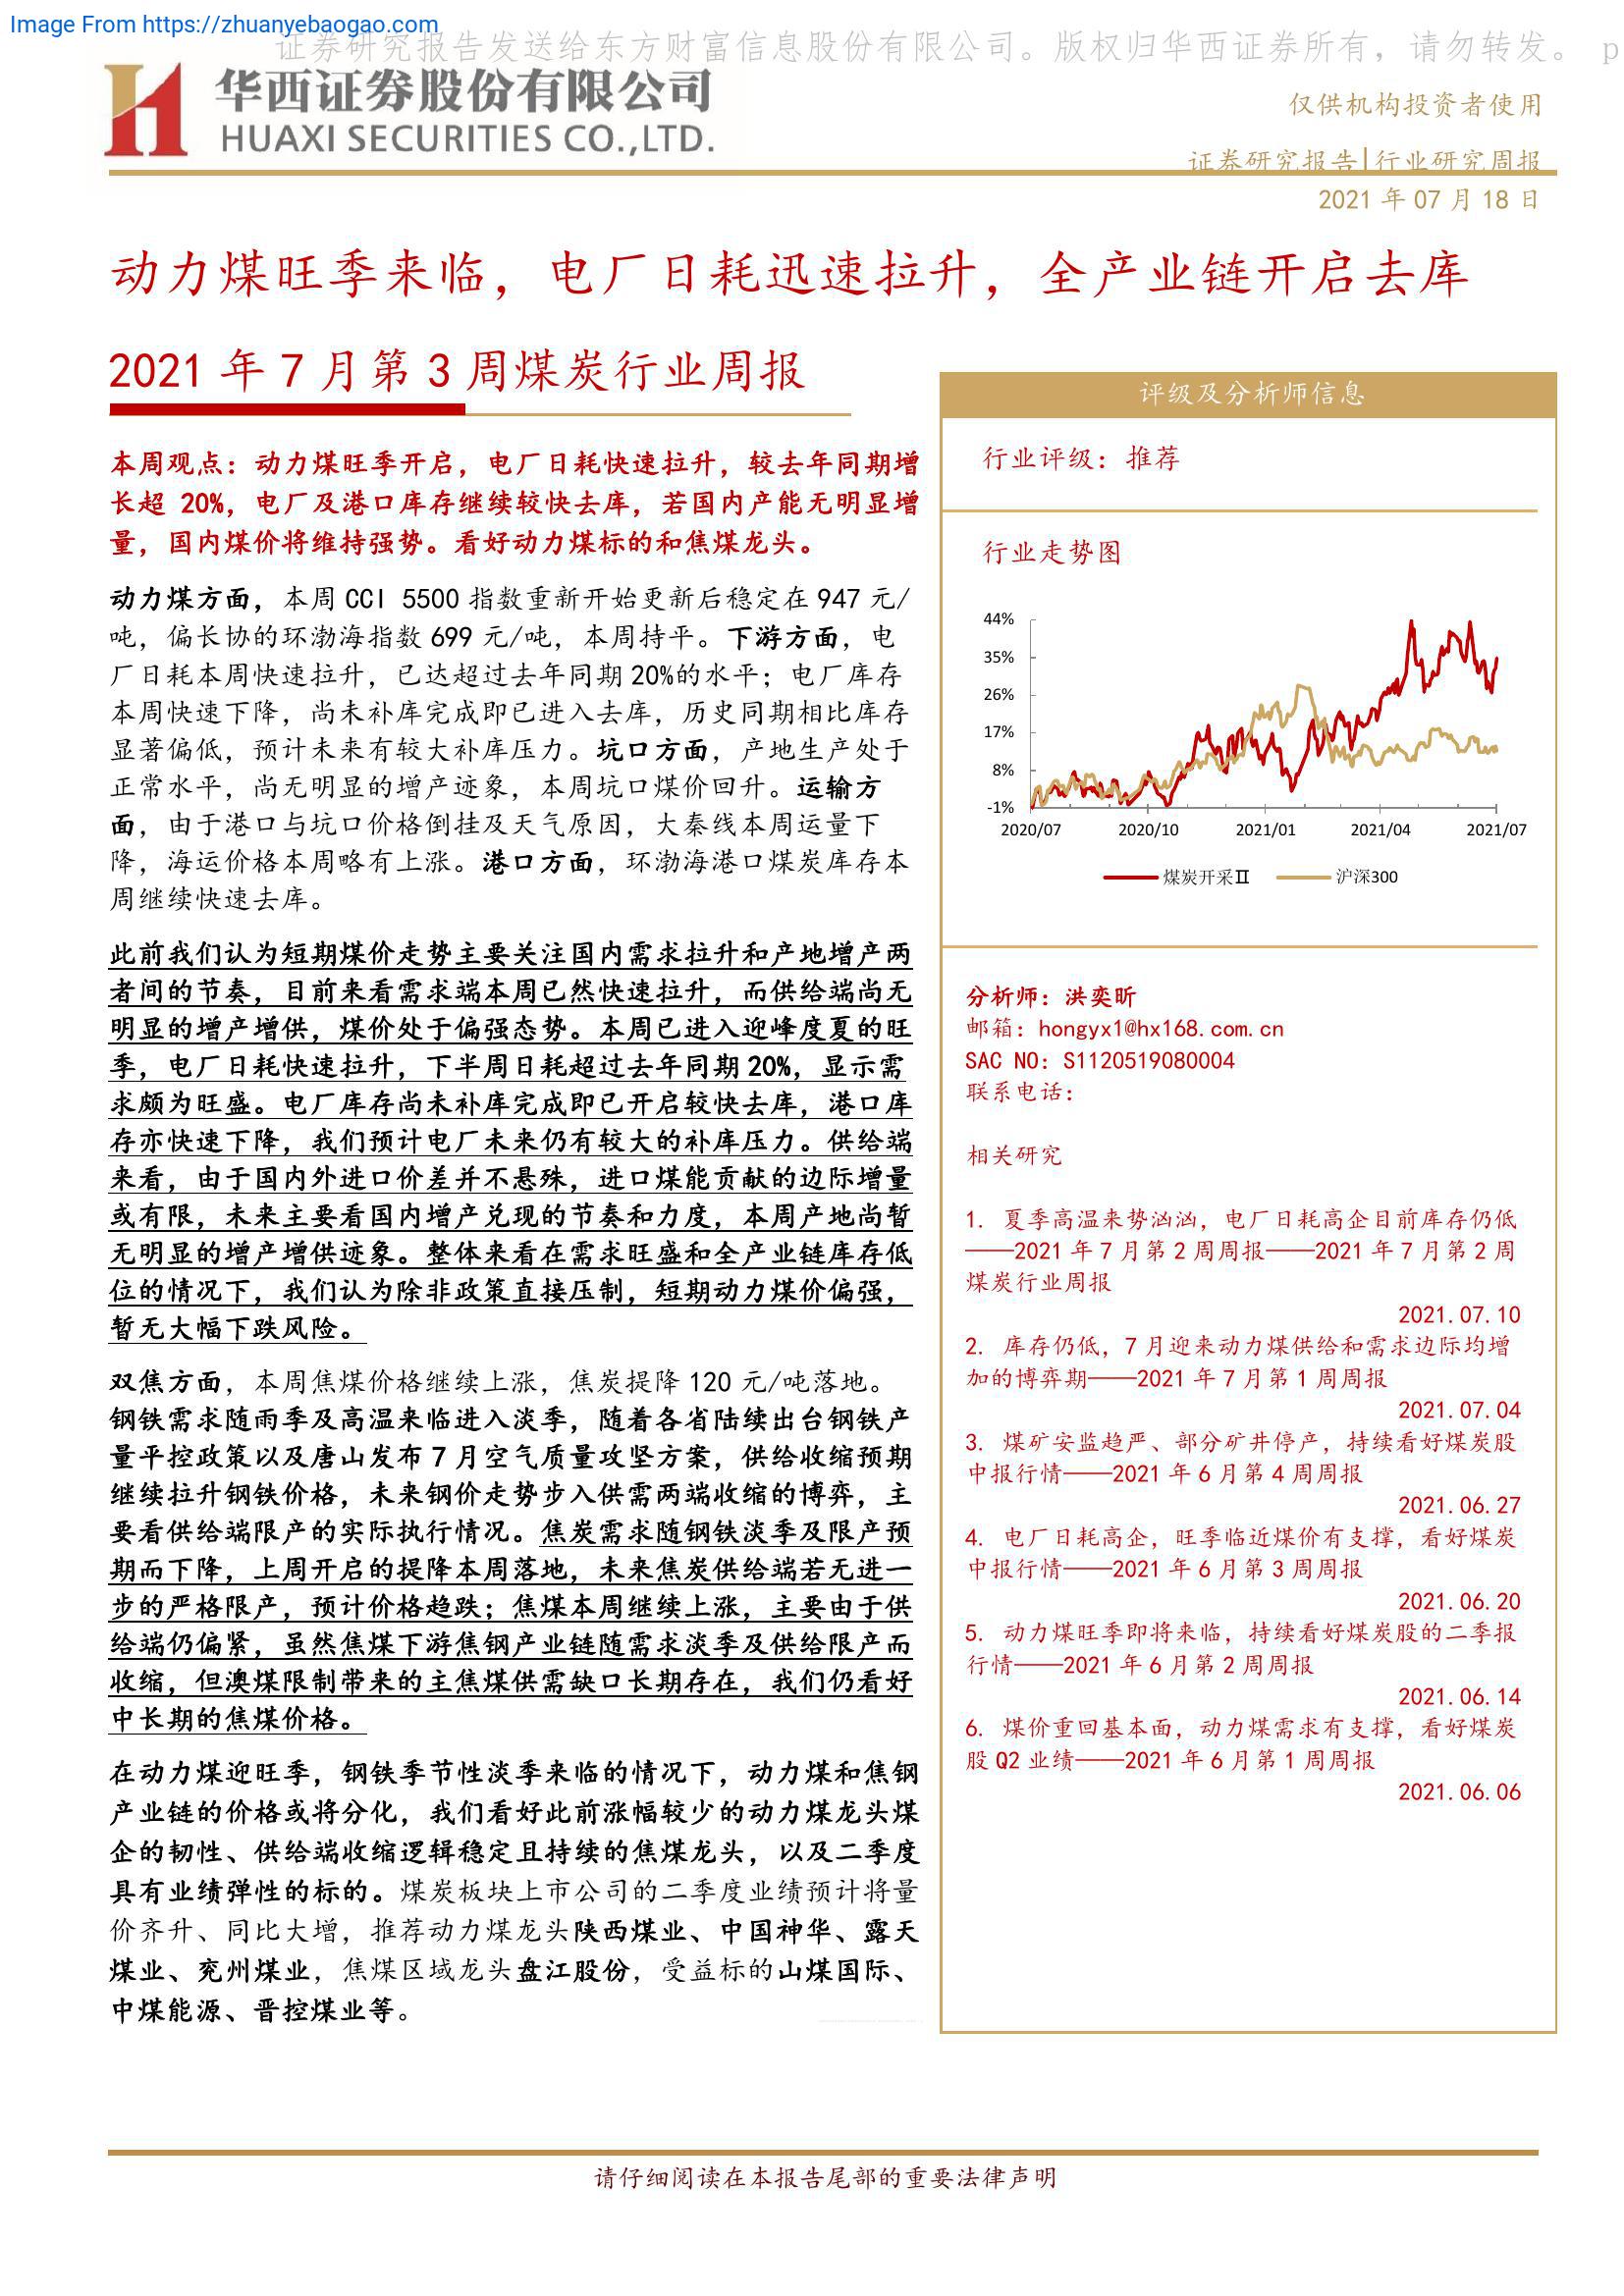 Image From https://zhuanyebaogao.com
证券研究报告发送给东方财富信息股份有限公司。版权归华西证券所有，请勿转发。 p
华西证券股份有限公司
HUAXI SECURITIES CO.,LTD.
仅供机构投资者使用
证券研究报告|行业研究周报
2021 年 07 月 18 日
动力煤旺季来临，电厂日耗迅速拉升，全产业链开启去库
2021 年 7 月第 3 周煤炭行业周报
本周观点：动力煤旺季开启，电厂日耗快速拉升，较去年同期增
长超 20%，电厂及港口库存继续较快去库，若国内产能无明显增
量，国内煤价将维持强势。看好动力煤标的和焦煤龙头。
动力煤方面，本周 CCI 5500 指数重新开始更新后稳定在 947 元/
吨，偏长协的环渤海指数 699 元/吨，本周持平。下游方面，电
厂日耗本周快速拉升，已达超过去年同期 20%的水平；电厂库存
本周快速下降，尚未补库完成即已进入去库，历史同期相比库存
显著偏低，预计未来有较大补库压力。坑口方面，产地生产处于
正常水平，尚无明显的增产迹象，本周坑口煤价回升。运输方
面，由于港口与坑口价格倒挂及天气原因，大秦线本周运量下
降，海运价格本周略有上涨。港口方面，环渤海港口煤炭库存本
周继续快速去库。
此前我们认为短期煤价走势主要关注国内需求拉升和产地增产两
者间的节奏，目前来看需求端本周已然快速拉升，而供给端尚无
明显的增产增供，煤价处于偏强态势。本周已进入迎峰度夏的旺
季，电厂日耗快速拉升，下半周日耗超过去年同期 20%，显示需
求颇为旺盛。电厂库存尚未补库完成即已开启较快去库，港口库
存亦快速下降，我们预计电厂未来仍有较大的补库压力。供给端
来看，由于国内外进口价差并不悬殊，进口煤能贡献的边际增量
或有限，未来主要看国内增产兑现的节奏和力度，本周产地尚暂
无明显的增产增供迹象。整体来看在需求旺盛和全产业链库存低
位的情况下，我们认为除非政策直接压制，短期动力煤价偏强，
暂无大幅下跌风险。
双焦方面，本周焦煤价格继续上涨，焦炭提降 120 元/吨落地。
钢铁需求随雨季及高温来临进入淡季，随着各省陆续出台钢铁产
量平控政策以及唐山发布 7 月空气质量攻坚方案，供给收缩预期
继续拉升钢铁价格，未来钢价走势步入供需两端收缩的博弈，主
要看供给端限产的实际执行情况。焦炭需求随钢铁淡季及限产预
期而下降，上周开启的提降本周落地，未来焦炭供给端若无进一
步的严格限产，预计价格趋跌；焦煤本周继续上涨，主要由于供
给端仍偏紧，虽然焦煤下游焦钢产业链随需求淡季及供给限产而
收缩，但澳煤限制带来的主焦煤供需缺口长期存在，我们仍看好
中长期的焦煤价格。
在动力煤迎旺季，钢铁季节性淡季来临的情况下，动力煤和焦钢
产业链的价格或将分化，我们看好此前涨幅较少的动力煤龙头煤
企的韧性、供给端收缩逻辑稳定且持续的焦煤龙头，以及二季度
具有业绩弹性的标的。煤炭板块上市公司的二季度业绩预计将量
价齐升、同比大增，推荐动力煤龙头陕西煤业、中国神华、露天
煤业、兖州煤业，焦煤区域龙头盘江股份，受益标的山煤国际、
中煤能源、晋控煤业等。
评级及分析师信息
行业评级：推荐
行业走势图
44%
35%
26%
17%
8%
-1%
2020/07 2020/10 2021/01 2021/04 2021/07
煤炭开采Ⅱ 沪深300
分析师：洪奕昕
邮箱：hongyx1@hx168.com.cn
SAC NO：S1120519080004
联系电话：
相关研究
1. 夏季高温来势汹汹，电厂日耗高企目前库存仍低
——2021 年 7 月第 2 周周报——2021 年 7 月第 2 周
煤炭行业周报
2021.07.10
2. 库存仍低，7 月迎来动力煤供给和需求边际均增
加的博弈期——2021 年 7 月第 1 周周报
2021.07.04
3. 煤矿安监趋严、部分矿井停产，持续看好煤炭股
中报行情——2021 年 6 月第 4 周周报
2021.06.27
4. 电厂日耗高企，旺季临近煤价有支撑，看好煤炭
中报行情——2021 年 6 月第 3 周周报
2021.06.20
5. 动力煤旺季即将来临，持续看好煤炭股的二季报
行情——2021 年 6 月第 2 周周报
2021.06.14
6. 煤价重回基本面，动力煤需求有支撑，看好煤炭
股 Q2 业绩——2021 年 6 月第 1 周周报
2021.06.06
请仔细阅读在本报告尾部的重要法律声明